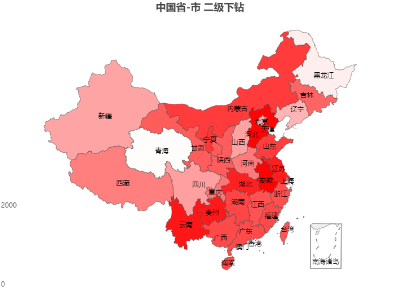 中国省-市 二级下钻
黑龙江
吉林
辽宁
内蒙古
新疆
北京
天津
河北
山西
山东
宁夏
青海
甘肃
陕西
河南
江苏
安徽
上海
西藏
四川
重庆
湖北
浙江
湖南
江西
贵州
福建
云南
台湾
广西
广东
香港
澳门
海南
南海诸岛
2000
0